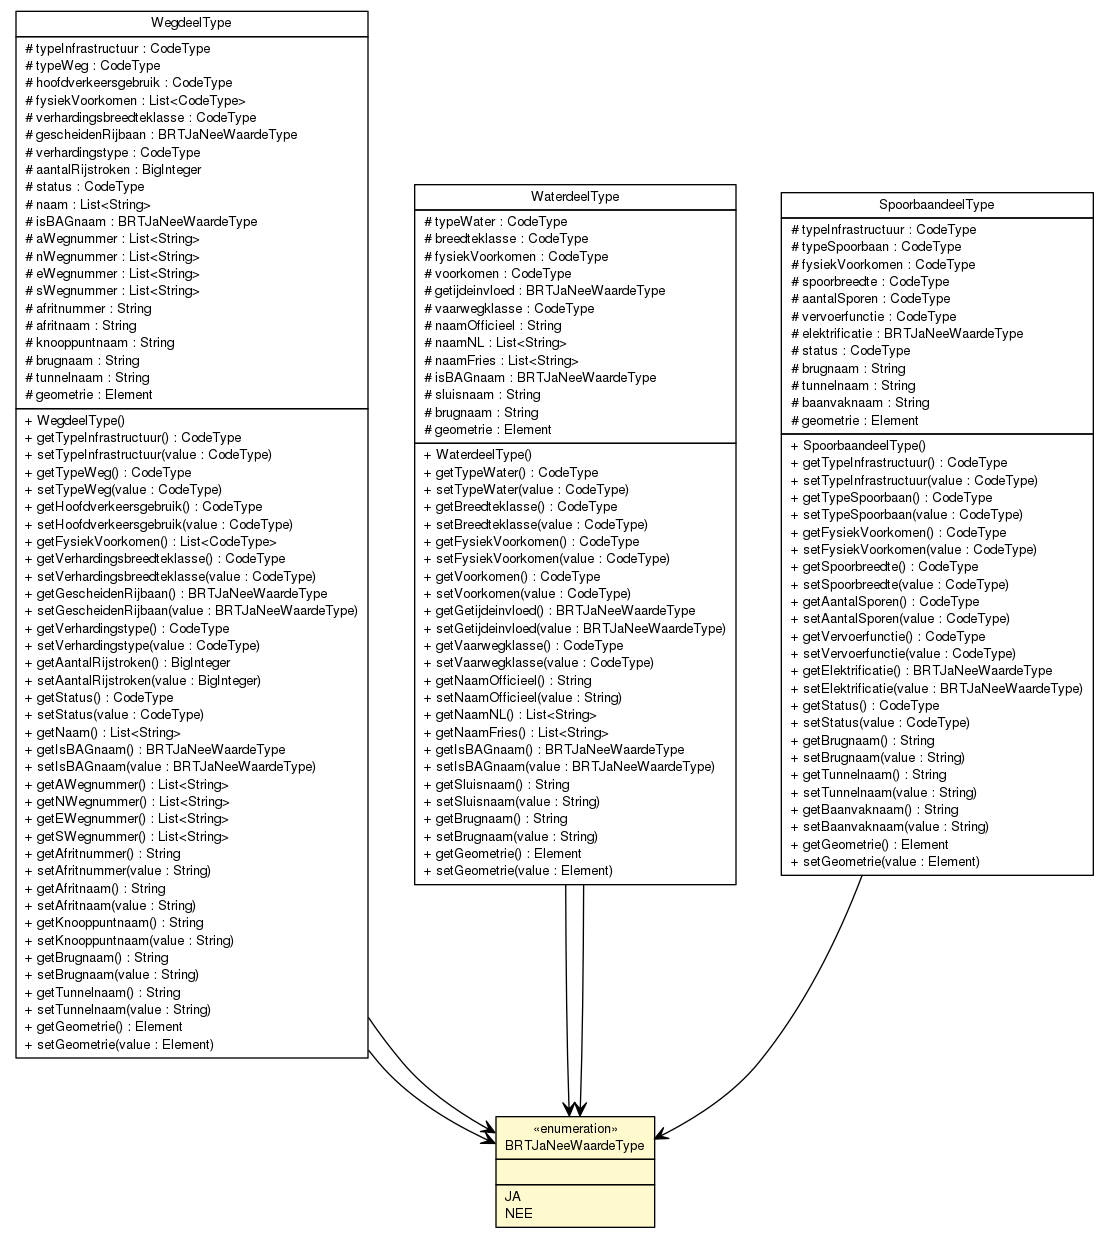 WegdeelType
# typeInfrastructuur : CodeType
# typeWeg : CodeType
# hoofdverkeersgebruik : CodeType
# fysiekVoorkomen : List<CodeType>
# verhardingsbreedteklasse : CodeType
# gescheidenRijbaan : BRTJaNeeWaardeType
# verhardingstype : CodeType
# aantalRijstroken : BigInteger
# status : CodeType
# naam : List<String>
# isBAGnaam : BRTJaNeeWaardeType
# aWegnummer : List<String>
# nWegnummer : List<String>
# eWegnummer : List<String>
# sWegnummer : List<String>
# afritnummer : String
# afritnaam : String
# knooppuntnaam : String
# brugnaam : String
# tunnelnaam : String
# geometrie : Element
+ WegdeelType()
+ getTypeInfrastructuur() : CodeType
+ setTypeInfrastructuur(value : CodeType)
+ getTypeWeg() : CodeType
+ setTypeWeg(value : CodeType)
+ getHoofdverkeersgebruik() : CodeType
+ setHoofdverkeersgebruik(value : CodeType)
+ getFysiekVoorkomen() : List<CodeType>
+ getVerhardingsbreedteklasse() : CodeType
+ setVerhardingsbreedteklasse(value : CodeType)
+ getGescheidenRijbaan() : BRTJaNeeWaardeType
+ setGescheidenRijbaan(value : BRTJaNeeWaardeType)
+ getVerhardingstype() : CodeType
+ setVerhardingstype(value : CodeType)
+ getAantalRijstroken() : BigInteger
+ setAantalRijstroken(value : BigInteger)
+ getStatus() : CodeType
+ setStatus(value : CodeType)
+ getNaam() : List<String>
+ getIsBAGnaam() : BRTJaNeeWaardeType
+ setIsBAGnaam(value : BRTJaNeeWaardeType)
+ getAWegnummer() : List<String>
+ getNWegnummer() : List<String>
+ getEWegnummer() : List<String>
+ getSWegnummer() : List<String>
+ getAfritnummer() : String
+ setAfritnummer(value : String)
+ getAfritnaam() : String
+ setAfritnaam(value : String)
+ getKnooppuntnaam() : String
+ setKnooppuntnaam(value : String)
+ getBrugnaam() : String
+ setBrugnaam(value : String)
+ getTunnelnaam() : String
+ setTunnelnaam(value : String)
+ getGeometrie() : Element
+ setGeometrie(value : Element)
WaterdeelType
# typeWater : CodeType
# breedteklasse : CodeType
# fysiekVoorkomen : CodeType
# voorkomen : CodeType
# getijdeinvloed : BRTJaNeeWaardeType
# vaarwegklasse : CodeType
# naamOfficieel : String
# naamNL : List<String>
# naamFries : List<String>
# isBAGnaam : BRTJaNeeWaardeType
# sluisnaam : String
# brugnaam : String
# geometrie : Element
+ WaterdeelType()
+ getTypeWater() : CodeType
+ setTypeWater(value : CodeType)
+ getBreedteklasse() : CodeType
+ setBreedteklasse(value : CodeType)
+ getFysiekVoorkomen() : CodeType
+ setFysiekVoorkomen(value : CodeType)
+ getVoorkomen() : CodeType
+ setVoorkomen(value : CodeType)
+ getGetijdeinvloed() : BRTJaNeeWaardeType
+ setGetijdeinvloed(value : BRTJaNeeWaardeType)
+ getVaarwegklasse() : CodeType
+ setVaarwegklasse(value : CodeType)
+ getNaamOfficieel() : String
+ setNaamOfficieel(value : String)
+ getNaamNL() : List<String>
+ getNaamFries() : List<String>
+ getIsBAGnaam() : BRTJaNeeWaardeType
+ setIsBAGnaam(value : BRTJaNeeWaardeType)
+ getSluisnaam() : String
+ setSluisnaam(value : String)
+ getBrugnaam() : String
+ setBrugnaam(value : String)
+ getGeometrie() : Element
+ setGeometrie(value : Element)
SpoorbaandeelType
# typeInfrastructuur : CodeType
# typeSpoorbaan : CodeType
# fysiekVoorkomen : CodeType
# spoorbreedte : CodeType
# aantalSporen : CodeType
# vervoerfunctie : CodeType
# elektrificatie : BRTJaNeeWaardeType
# status : CodeType
# brugnaam : String
# tunnelnaam : String
# baanvaknaam : String
# geometrie : Element
+ SpoorbaandeelType()
+ getTypeInfrastructuur() : CodeType
+ setTypeInfrastructuur(value : CodeType)
+ getTypeSpoorbaan() : CodeType
+ setTypeSpoorbaan(value : CodeType)
+ getFysiekVoorkomen() : CodeType
+ setFysiekVoorkomen(value : CodeType)
+ getSpoorbreedte() : CodeType
+ setSpoorbreedte(value : CodeType)
+ getAantalSporen() : CodeType
+ setAantalSporen(value : CodeType)
+ getVervoerfunctie() : CodeType
+ setVervoerfunctie(value : CodeType)
+ getElektrificatie() : BRTJaNeeWaardeType
+ setElektrificatie(value : BRTJaNeeWaardeType)
+ getStatus() : CodeType
+ setStatus(value : CodeType)
+ getBrugnaam() : String
+ setBrugnaam(value : String)
+ getTunnelnaam() : String
+ setTunnelnaam(value : String)
+ getBaanvaknaam() : String
+ setBaanvaknaam(value : String)
+ getGeometrie() : Element
+ setGeometrie(value : Element)
«enumeration»
BRTJaNeeWaardeType
JA
NEE